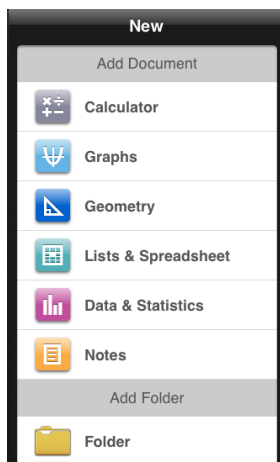 New
Add Document
Calculator
Graphs
Geometry
Lists & Spreadsheet
Data & Statistics
Notes
Add Folder
Folder